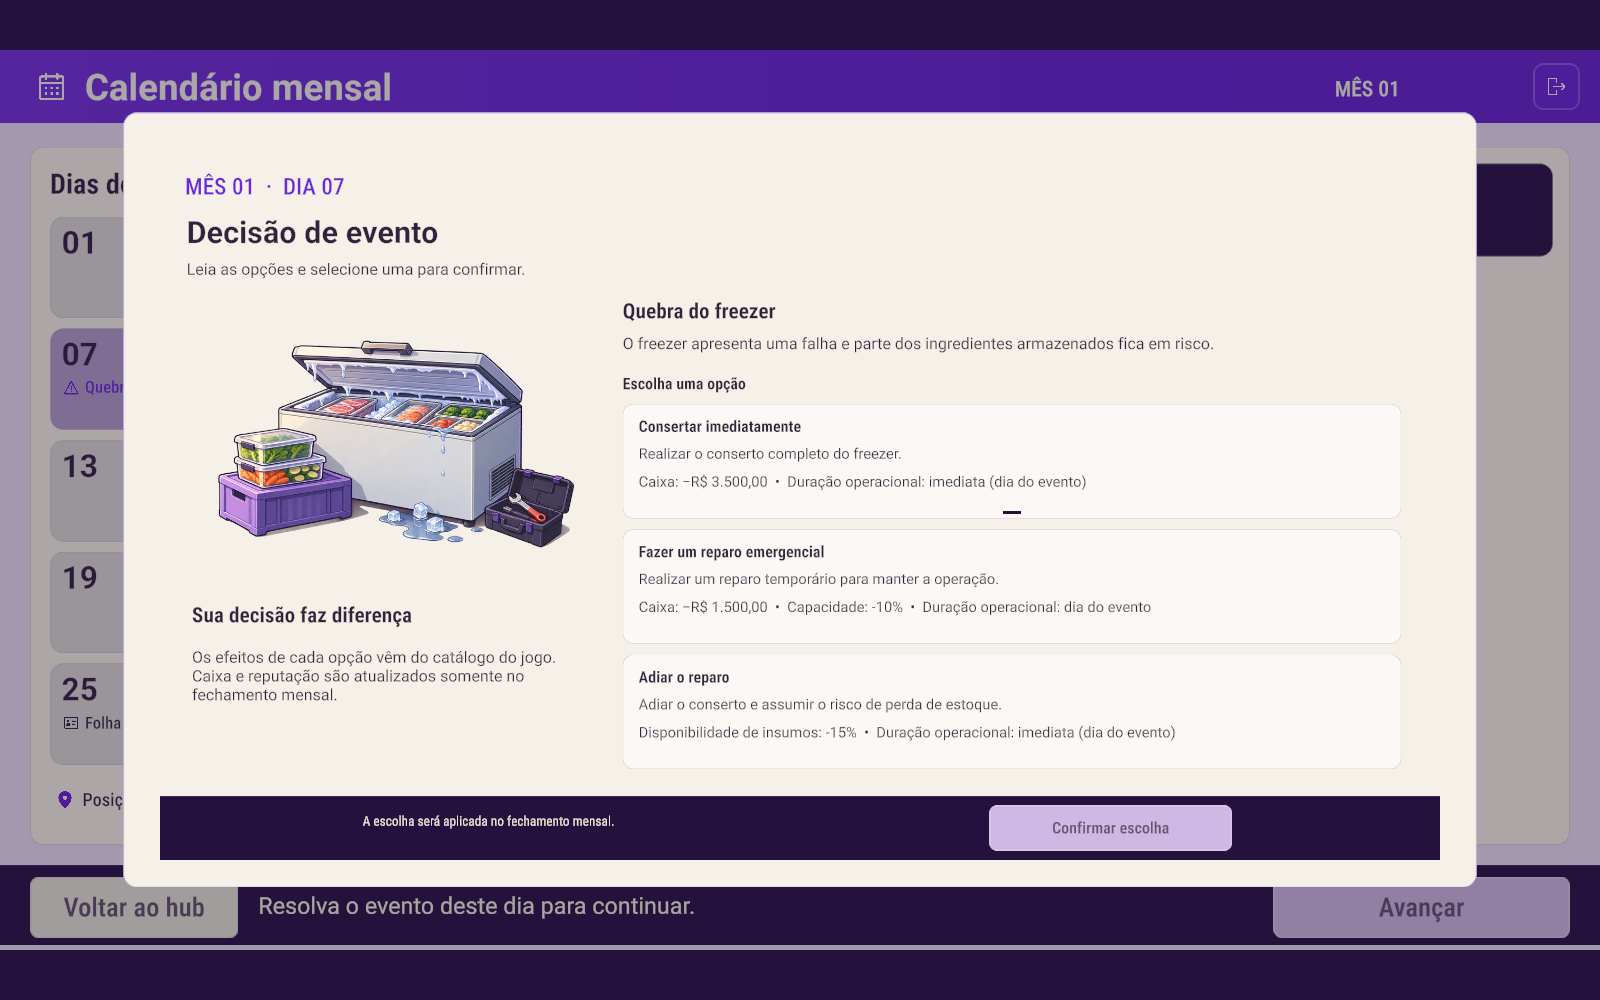 Calendário mensal
MÊS 01
Dias d
01
07
Quebr
13
19
25
Folha
Posiç
MÊS 01 · DIA 07
Decisão de evento
Leia as opções e selecione uma para confirmar.
Sua decisão faz diferença
Os efeitos de cada opção vêm do catálogo do jogo.
Caixa e reputação são atualizados somente no
fechamento mensal.
Quebra do freezer
O freezer apresenta uma falha e parte dos ingredientes armazenados fica em risco.
Escolha uma opção
Consertar imediatamente
Realizar o conserto completo do freezer.
Caixa: −R$ 3.500,00 • Duração operacional: imediata (dia do evento)
Fazer um reparo emergencial
Realizar um reparo temporário para manter a operação.
Caixa: −R$ 1.500,00 • Capacidade: -10% • Duração operacional: dia do evento
Adiar o reparo
Adiar o conserto e assumir o risco de perda de estoque.
Disponibilidade de insumos: -15% • Duração operacional: imediata (dia do evento)
A escolha será aplicada no fechamento mensal.
Confirmar escolha
Voltar ao hub
Resolva o evento deste dia para continuar.
Avançar